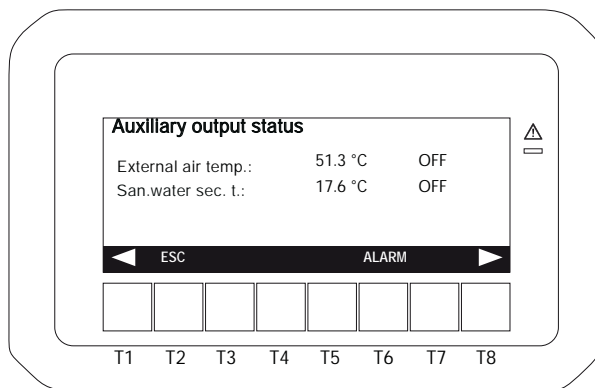 Auxiliary output status
External air temp.: 51.3 °C OFF
San.water sec. t.: 17.6 °C OFF
ESC ALARM
T1 T2 T3 T4 T5 T6 T7 T8